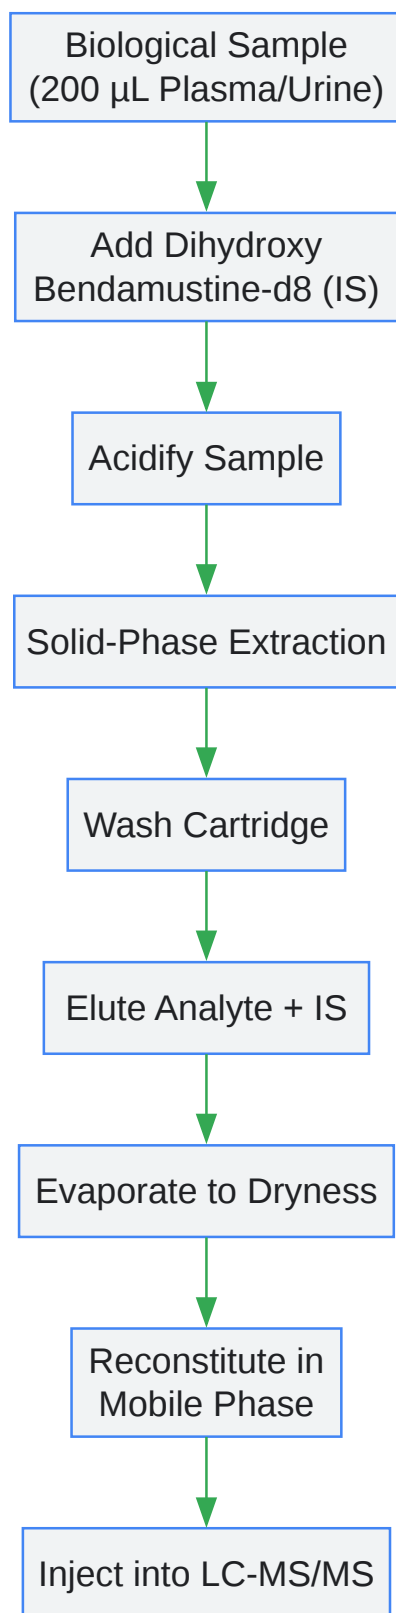 Biological Sample
(200 µL Plasma/Urine)
Add Dihydroxy
Bendamustine-d8 (IS)
Acidify Sample
Solid-Phase Extraction
Wash Cartridge
Elute Analyte + IS
Evaporate to Dryness
Reconstitute in
Mobile Phase
Inject into LC-MS/MS